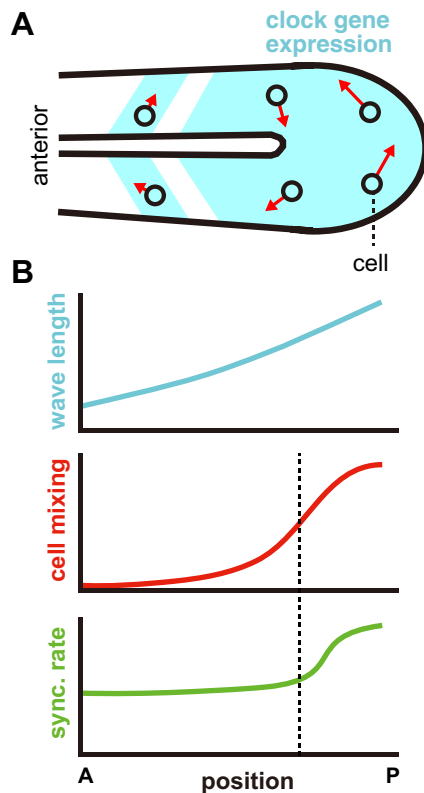 A
clock gene
expression
anterior
cell
B
wave length
cell mixing
sync. rate
A
position
P